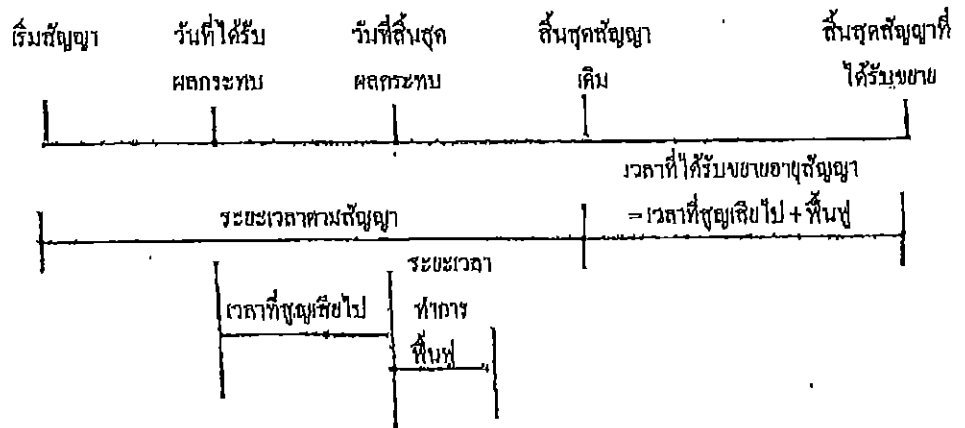 เริ่มสัญญา วันที่ได้รับ วันที่สิ้นสุด สิ้นสุดสัญญา สิ้นสุดสัญญาที่
ผลกระทบ ผลกระทบ เดิม ได้รับขยาย
เวลาที่ได้รับขยายอายุสัญญา
ระยะเวลาตามสัญญา = เวลาที่สูญเสียไป + ฟื้นฟู
ระยะเวลา
เวลาที่สูญเสียไป ทำการ
ฟื้นฟู